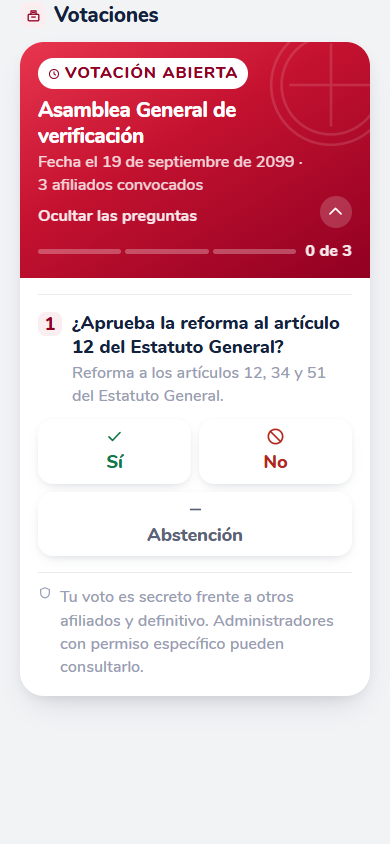 Votaciones
VOTACIÓN ABIERTA
Asamblea General de
verificación
Fecha el 19 de septiembre de 2099 ·
3 afiliados convocados
Ocultar las preguntas
0 de 3
1 ¿Aprueba la reforma al artículo
12 del Estatuto General?
Reforma a los artículos 12, 34 y 51
del Estatuto General.
Sí
No
Abstención
Tu voto es secreto frente a otros
afiliados y definitivo. Administradores
con permiso específico pueden
consultarlo.